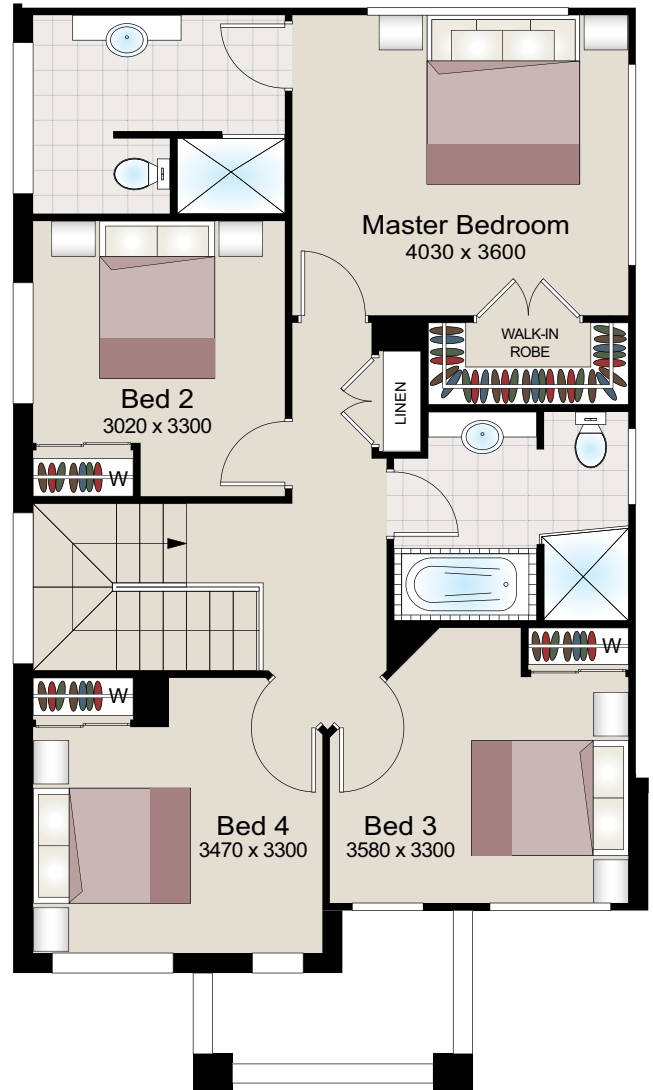 Master Bedroom
4030 x 3600
WALK-IN
ROBE
LINEN
Bed 2
3020 x 3300
W
W
W
Bed 4
3470 x 3300
Bed 3
3580 x 3300